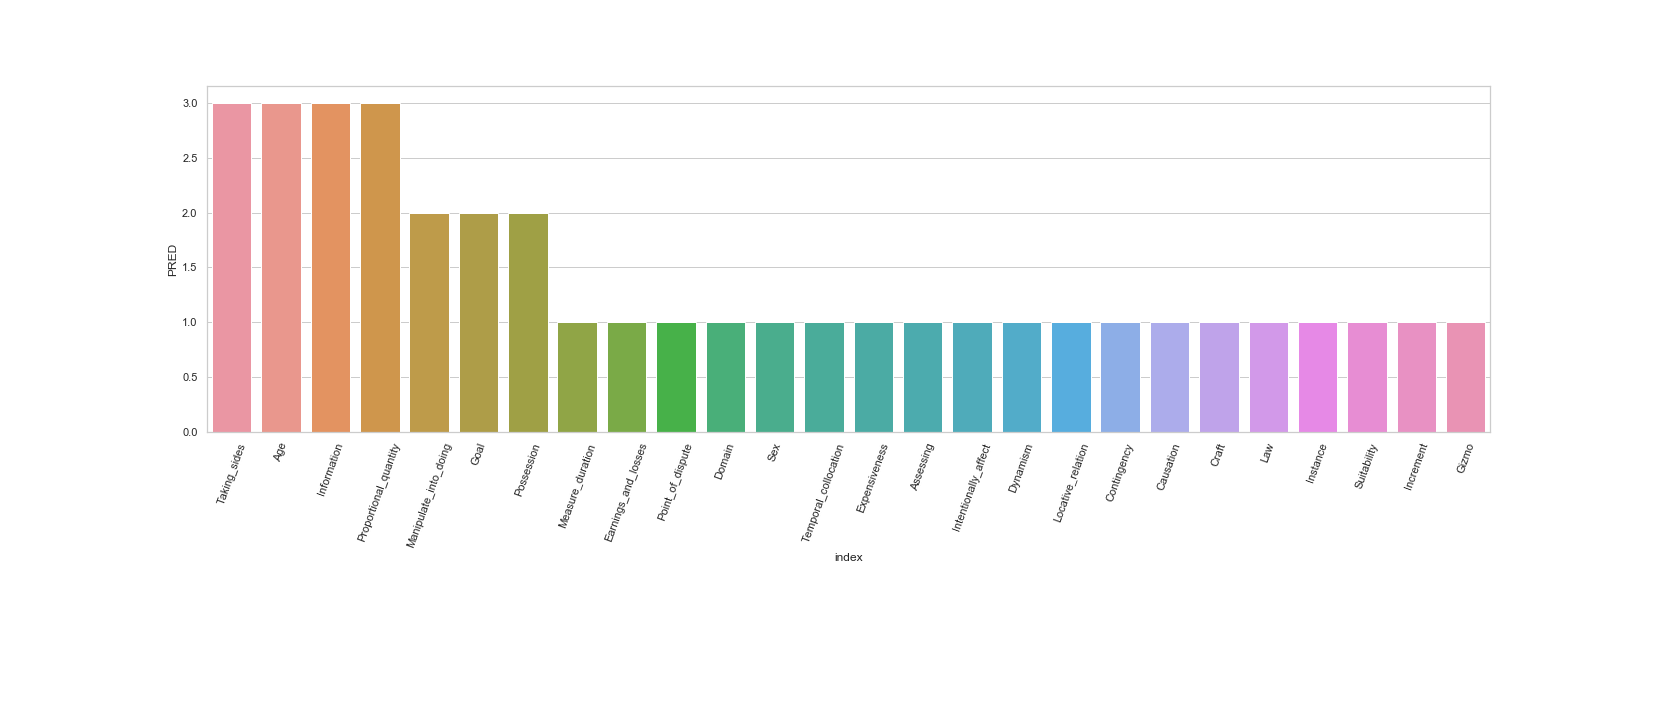 3.0
2.5
2.0
1.5
1.0
0.5
0.0
PRED
Taking_sides
Age
Information
Proportional_quantity
Manipulate_into_doing
Goal
Possession
Measure_duration
Earnings_and_losses
Point_of_dispute
Domain
Sex
Temporal_collocation
Expensiveness
Assessing
Intentionally_affect
Dynamism
Locative_relation
Contingency
Causation
Craft
Law
Instance
Suitability
Increment
Gizmo
index